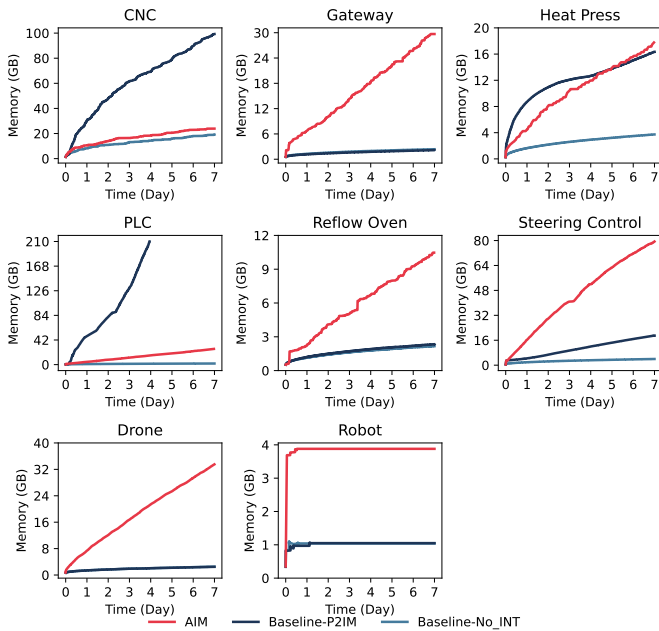 CNC
Memory (GB)
100
80
60
40
20
0
0 1 2 3 4 5 6 7
Time (Day)
Gateway
Memory (GB)
30
24
18
12
6
0
0 1 2 3 4 5 6 7
Time (Day)
Heat Press
Memory (GB)
20
16
12
8
4
0
0 1 2 3 4 5 6 7
Time (Day)
PLC
Memory (GB)
210
168
126
84
42
0
0 1 2 3 4 5 6 7
Time (Day)
Reflow Oven
Memory (GB)
12
9
6
3
0
0 1 2 3 4 5 6 7
Time (Day)
Steering Control
Memory (GB)
80
64
48
32
16
0
0 1 2 3 4 5 6 7
Time (Day)
Drone
Memory (GB)
40
32
24
16
8
0
0 1 2 3 4 5 6 7
Time (Day)
Robot
Memory (GB)
4
3
2
1
0
0 1 2 3 4 5 6 7
Time (Day)
AIM Baseline-P2IM Baseline-No_INT